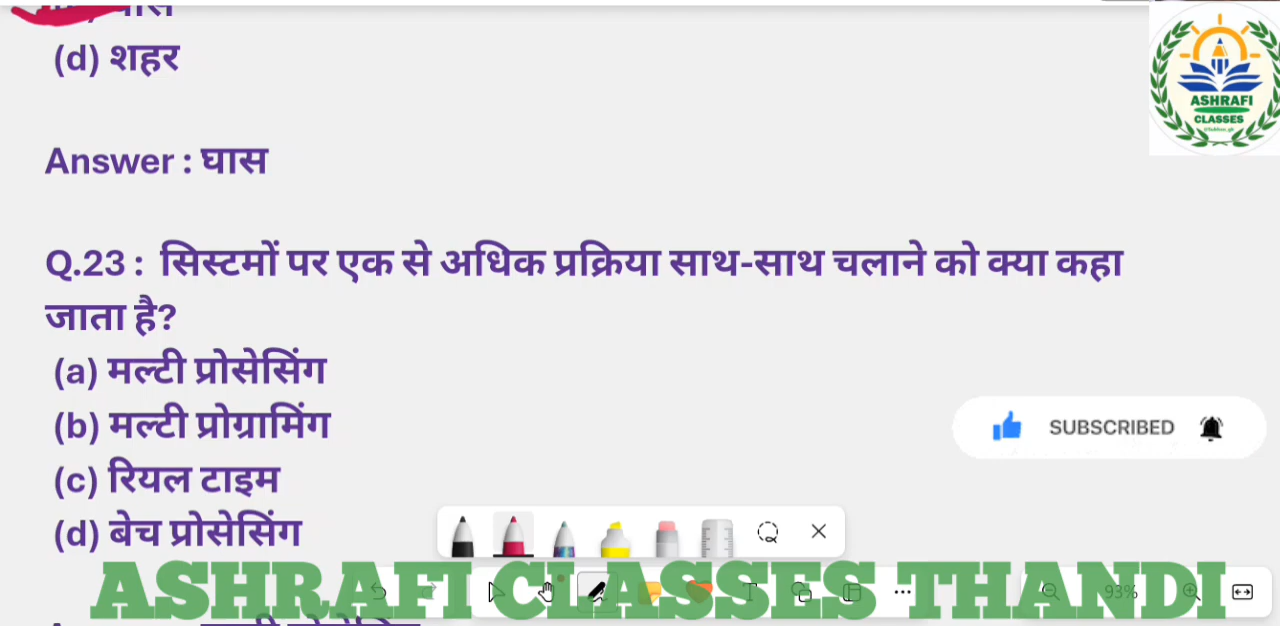 (d) शहर
Answer : घास
Q.23 : सिस्टमों पर एक से अधिक प्रक्रिया साथ-साथ चलाने को क्या कहा
जाता है?
(a) मल्टी प्रोसेसिंग
(b) मल्टी प्रोग्रामिंग
(c) रियल टाइम
(d) बेच प्रोसेसिंग
ASHRAFI
CLASSES
SUBSCRIBED
93%
ASHRAFI CLASSES THANDI